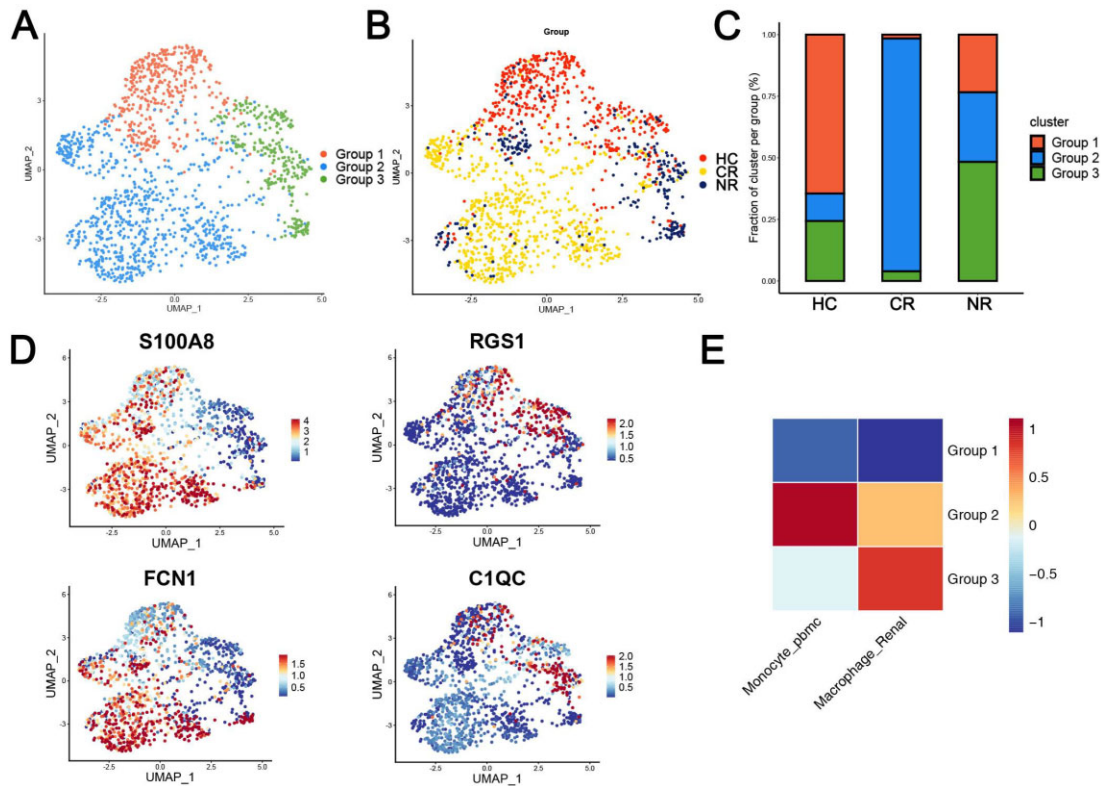 A
UMAP_2
3
0
-3
-2.5
0.0
2.5
5.0
UMAP_1
Group 1
Group 2
Group 3
B
Group
UMAP_2
3
0
-3
-2.5
0.0
2.5
5.0
UMAP_1
HC
CR
NR
C
Fraction of cluster per group (%)
1.00
0.75
0.50
0.25
0.00
HC
CR
NR
cluster
Group 1
Group 2
Group 3
D
S100A8
UMAP_2
6
3
0
-3
-2.5
0.0
2.5
5.0
UMAP_1
4
3
2
1
RGS1
UMAP_2
6
3
0
-3
-2.5
0.0
2.5
5.0
UMAP_1
2.0
1.5
1.0
0.5
FCN1
UMAP_2
6
3
0
-3
-2.5
0.0
2.5
5.0
UMAP_1
1.5
1.0
0.5
C1QC
UMAP_2
6
3
0
-3
-2.5
0.0
2.5
5.0
UMAP_1
2.0
1.5
1.0
0.5
E
Group 1
Group 2
Group 3
Monocyte_pbmc
Macrophage_Renal
1
0.5
0
−0.5
−1